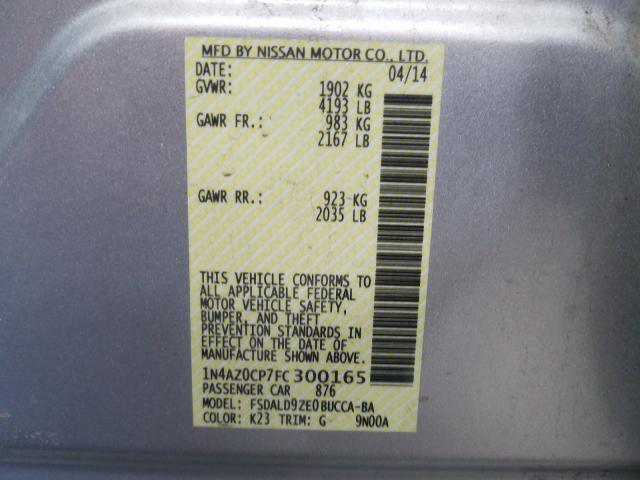 MFD BY NISSAN MOTOR CO., LTD.
DATE: 04/14
GVWR: 1902 KG
4193 LB
GAWR FR.: 983 KG
2167 LB
GAWR RR.: 923 KG
2035 LB
THIS VEHICLE CONFORMS TO
ALL APPLICABLE FEDERAL
MOTOR VEHICLE SAFETY,
BUMPER, AND THEFT
PREVENTION STANDARDS IN
EFFECT ON THE DATE OF
MANUFACTURE SHOWN ABOVE.
1N4AZ0CP7FC300165
PASSENGER CAR 876
MODEL: FSDALD9ZE0BUCCA-BA
COLOR: K23 TRIM: G 9N00A